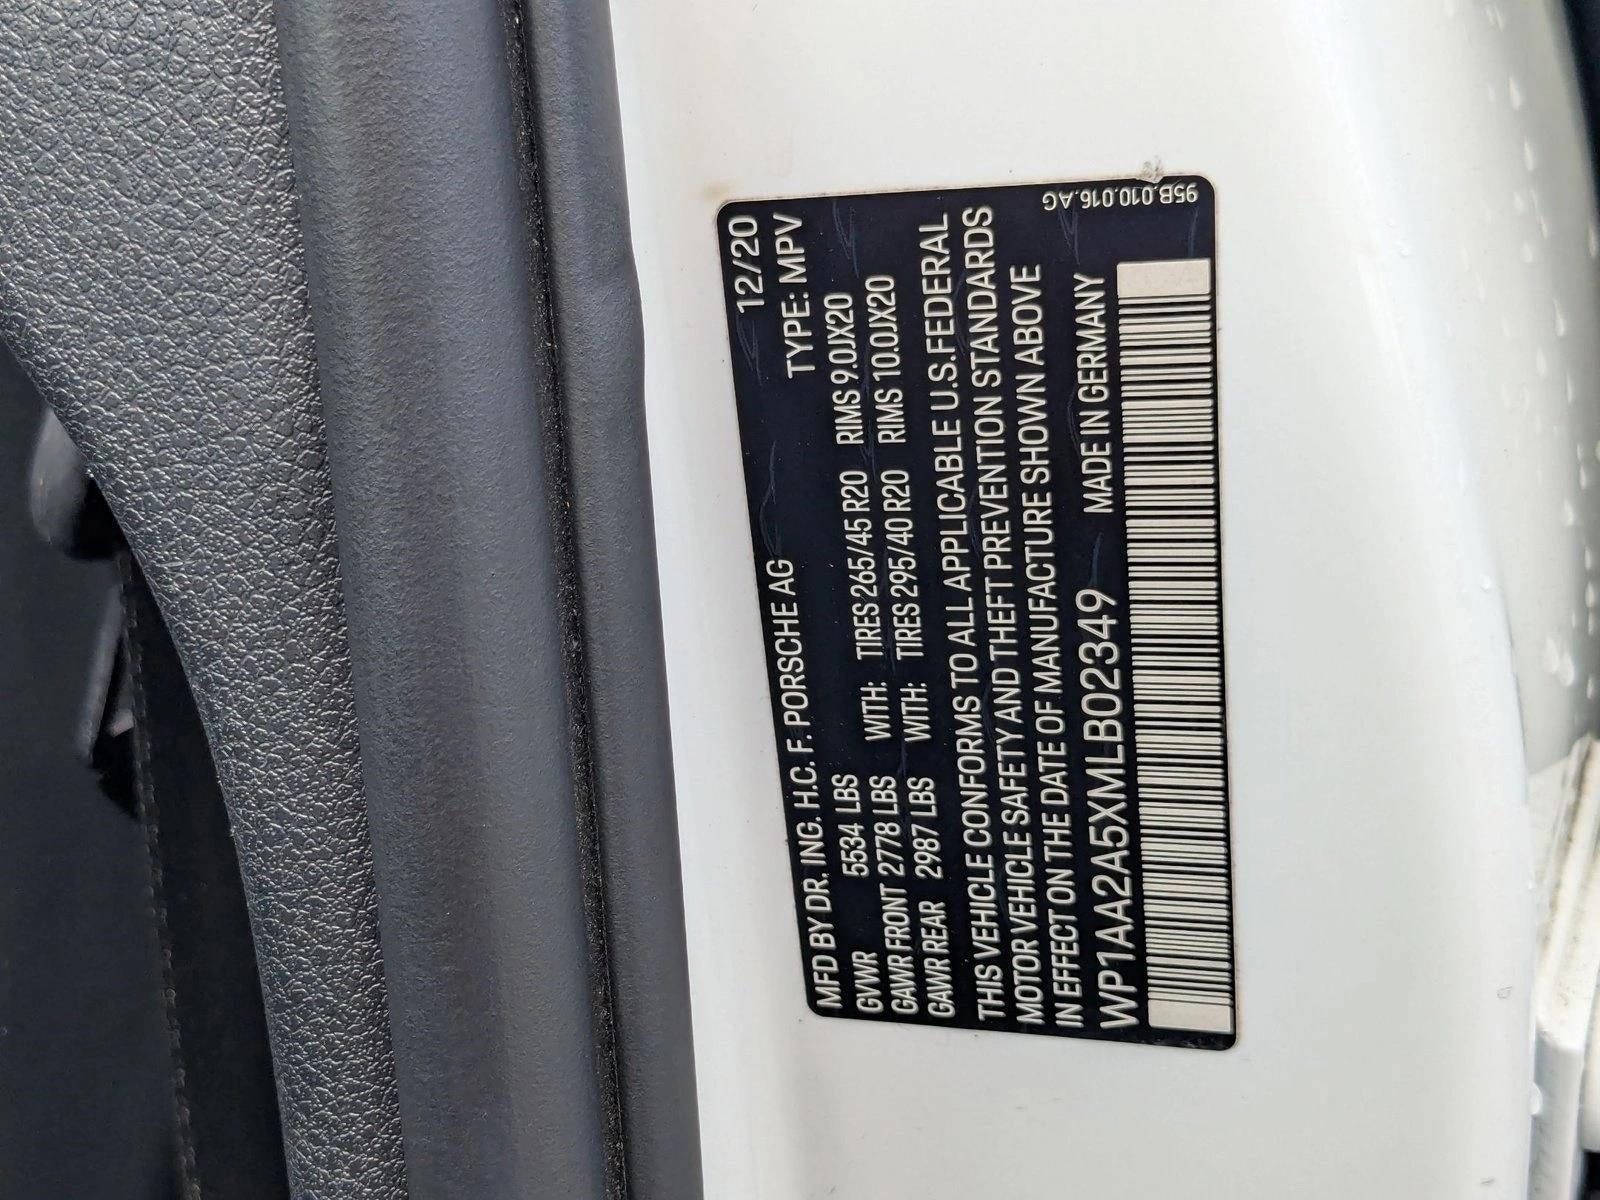 12/20
MFD BY DR. ING. H.C. F. PORSCHE AG TYPE: MPV
GVWR 5534 LBS WITH: TIRES 265/45 R20 RIMS 9.0JX20
GAWR FRONT 2778 LBS WITH: TIRES 295/40 R20 RIMS 10.0JX20
GAWR REAR 2987 LBS
THIS VEHICLE CONFORMS TO ALL APPLICABLE U.S.FEDERAL
MOTOR VEHICLE SAFETY AND THEFT PREVENTION STANDARDS
IN EFFECT ON THE DATE OF MANUFACTURE SHOWN ABOVE
WP1AA2A5XMLB02349 MADE IN GERMANY
95B.010.016.AG